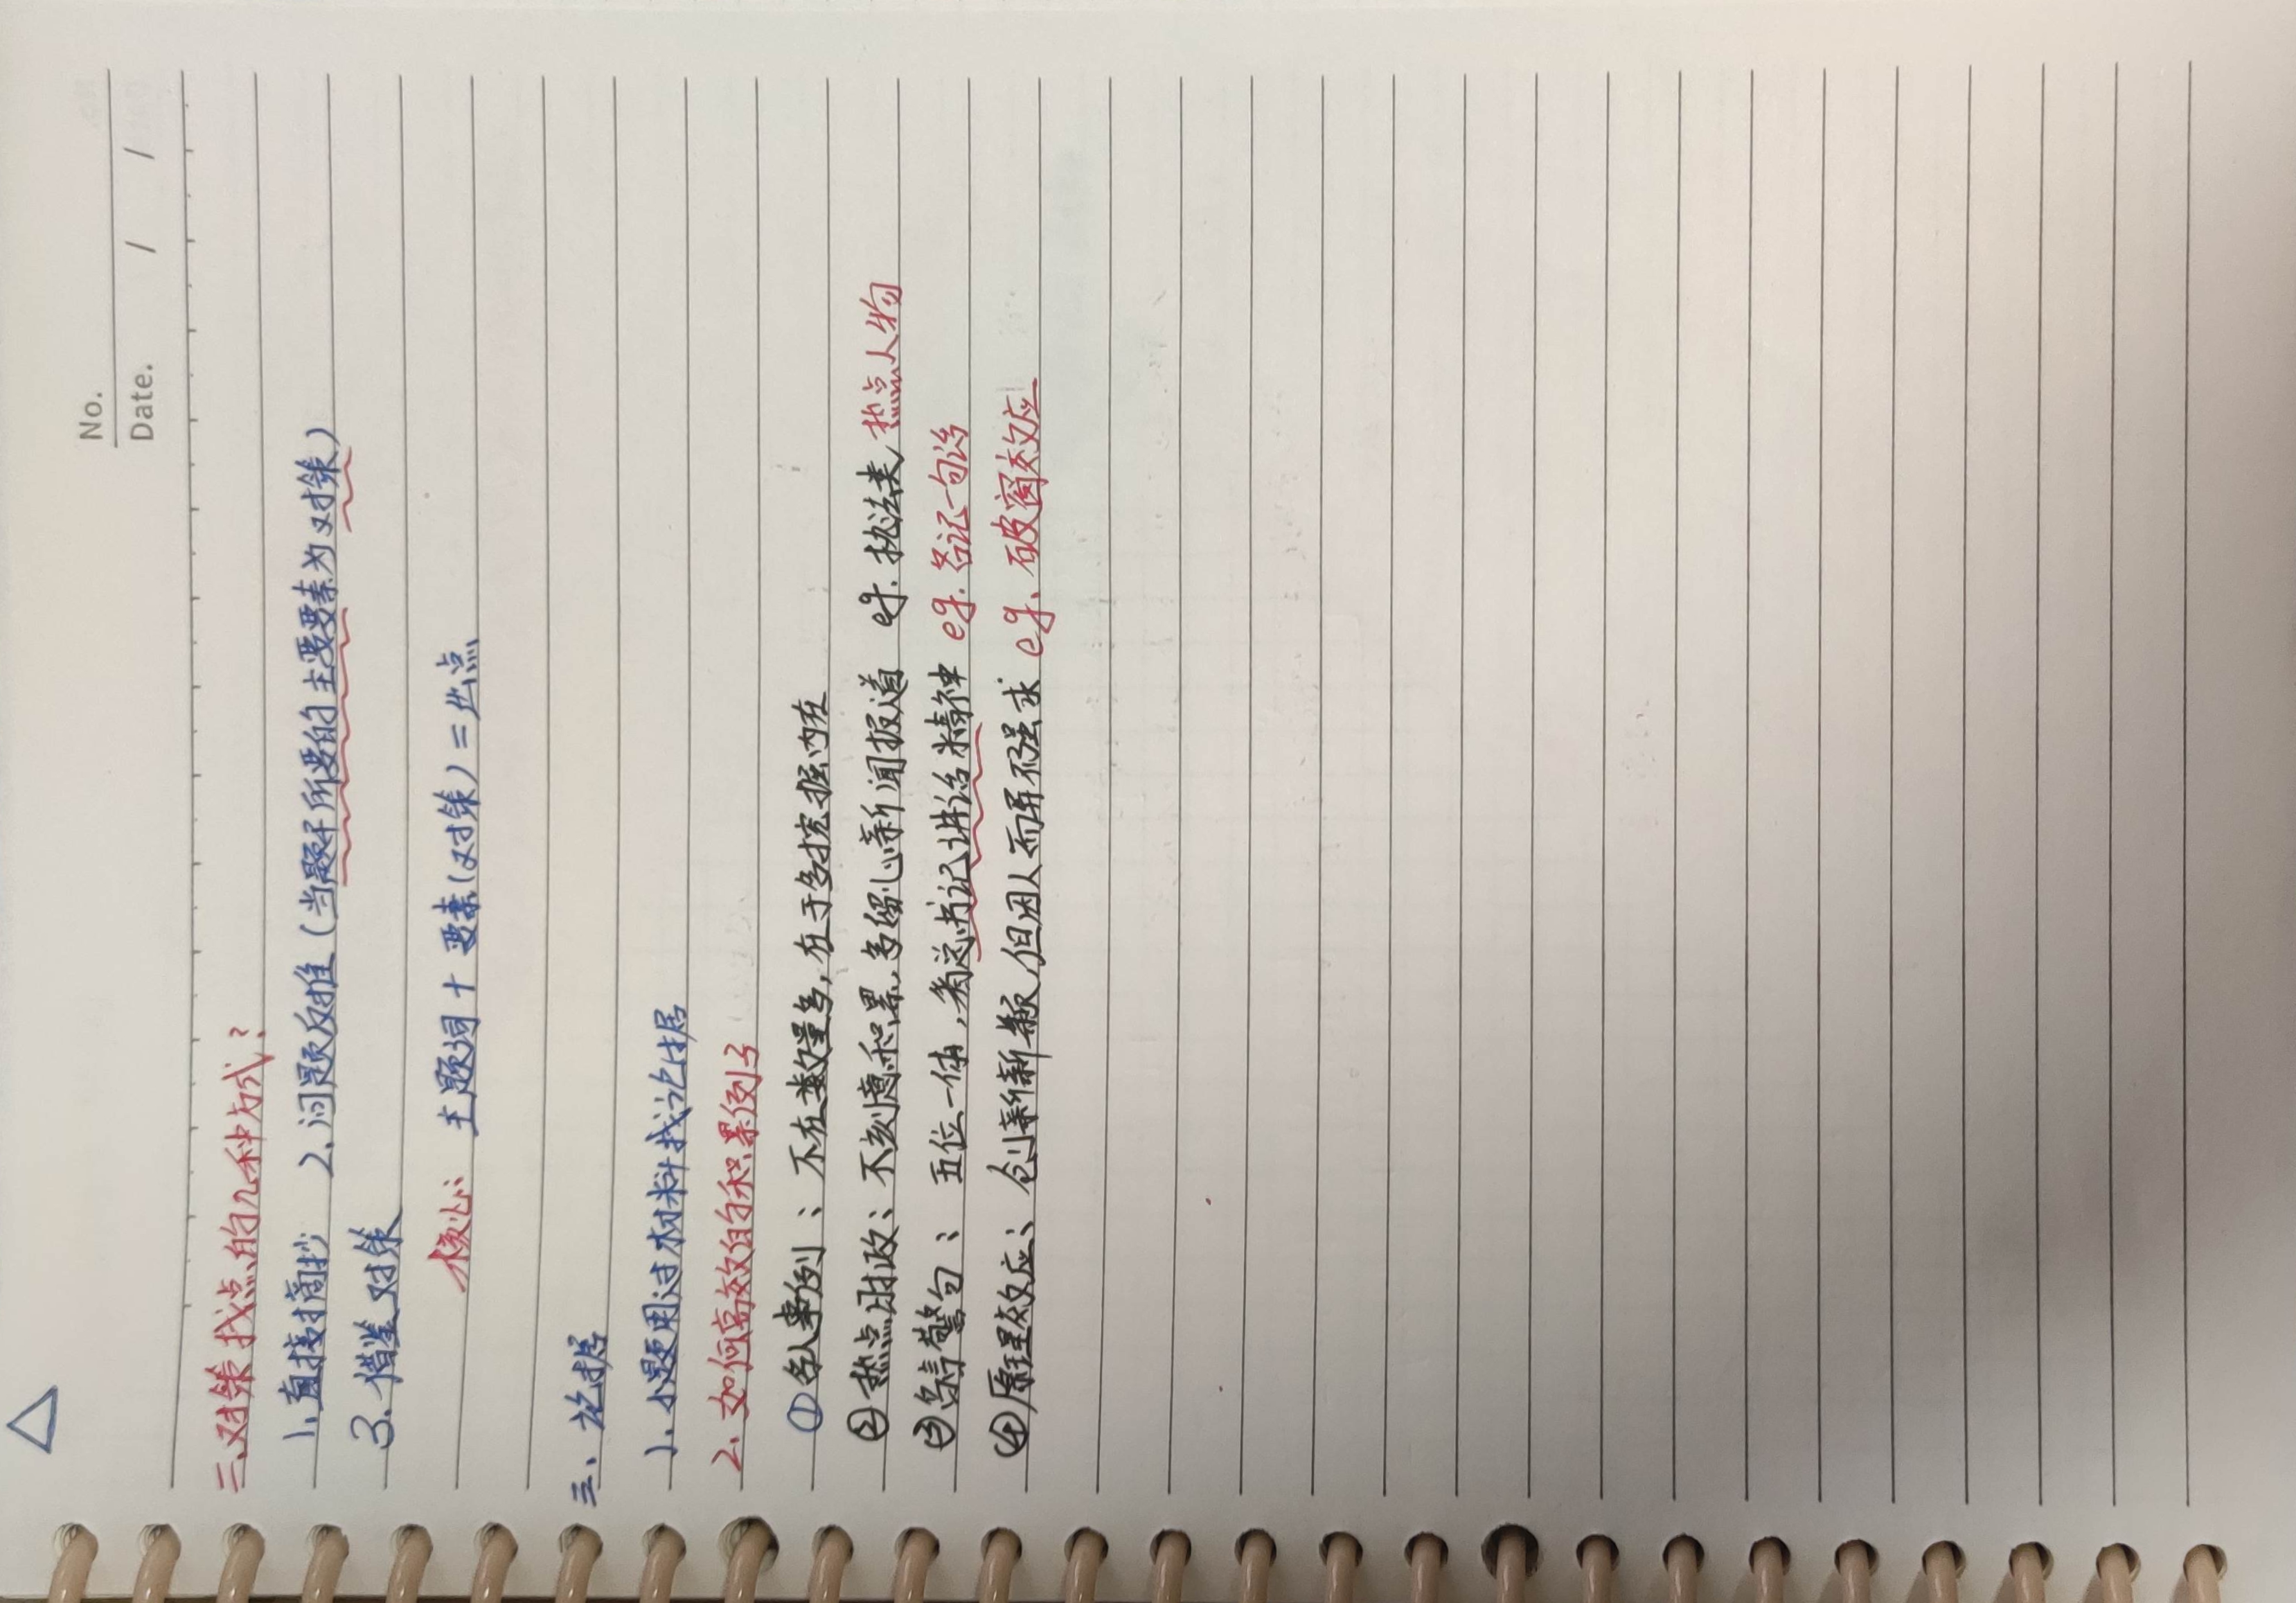 No.
Date. / /
二、对策找点的几种方式?
1.直接摘抄 2.问题反推(当题干所要的主要要素为对策)
3.借鉴对策
核心: 主题词+要素(对策)=出点
三、论据
1.小题用过材料找论据
2.如何高效的积累例子
①名人事例:不在数量多,在于多挖掘内在
②热点时政:不刻意积累,多留心新闻报道 eg.执法类 热点人物
③名言警句:五位一体,看总书记讲话精神 eg.各记一句话
④原理效应:创新新颖,但因人而异不强求 eg.破窗效应